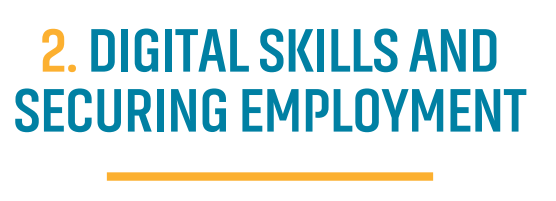 2. DIGITAL SKILLS AND
SECURING EMPLOYMENT